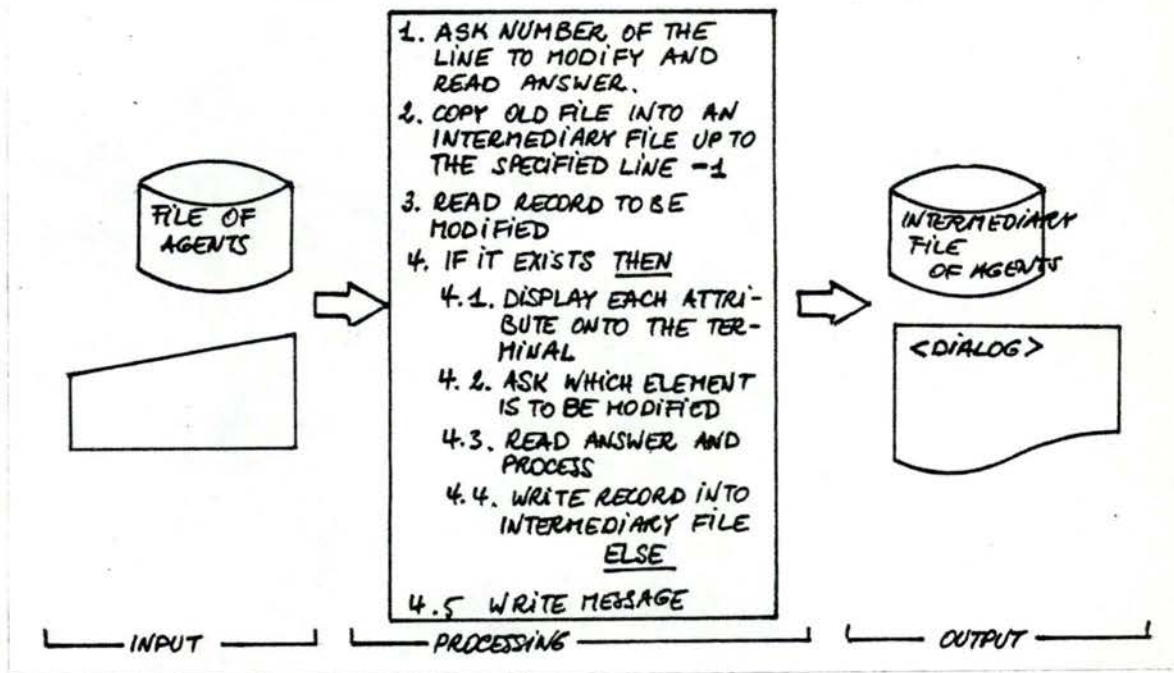 FILE OF
AGENTS
1. ASK NUMBER OF THE
LINE TO MODIFY AND
READ ANSWER.
2. COPY OLD FILE INTO AN
INTERMEDIARY FILE UP TO
THE SPECIFIED LINE -1
3. READ RECORD TO BE
MODIFIED
4. IF IT EXISTS THEN
4.1. DISPLAY EACH ATTRI-
BUTE ONTO THE TER-
MINAL
4.2. ASK WHICH ELEMENT
IS TO BE MODIFIED
4.3. READ ANSWER AND
PROCESS
4.4. WRITE RECORD INTO
INTERMEDIARY FILE
ELSE
4.5 WRITE MESSAGE
INTERMEDIARY
FILE
OF AGENTS
<DIALOG>
INPUT
PROCESSING
OUTPUT